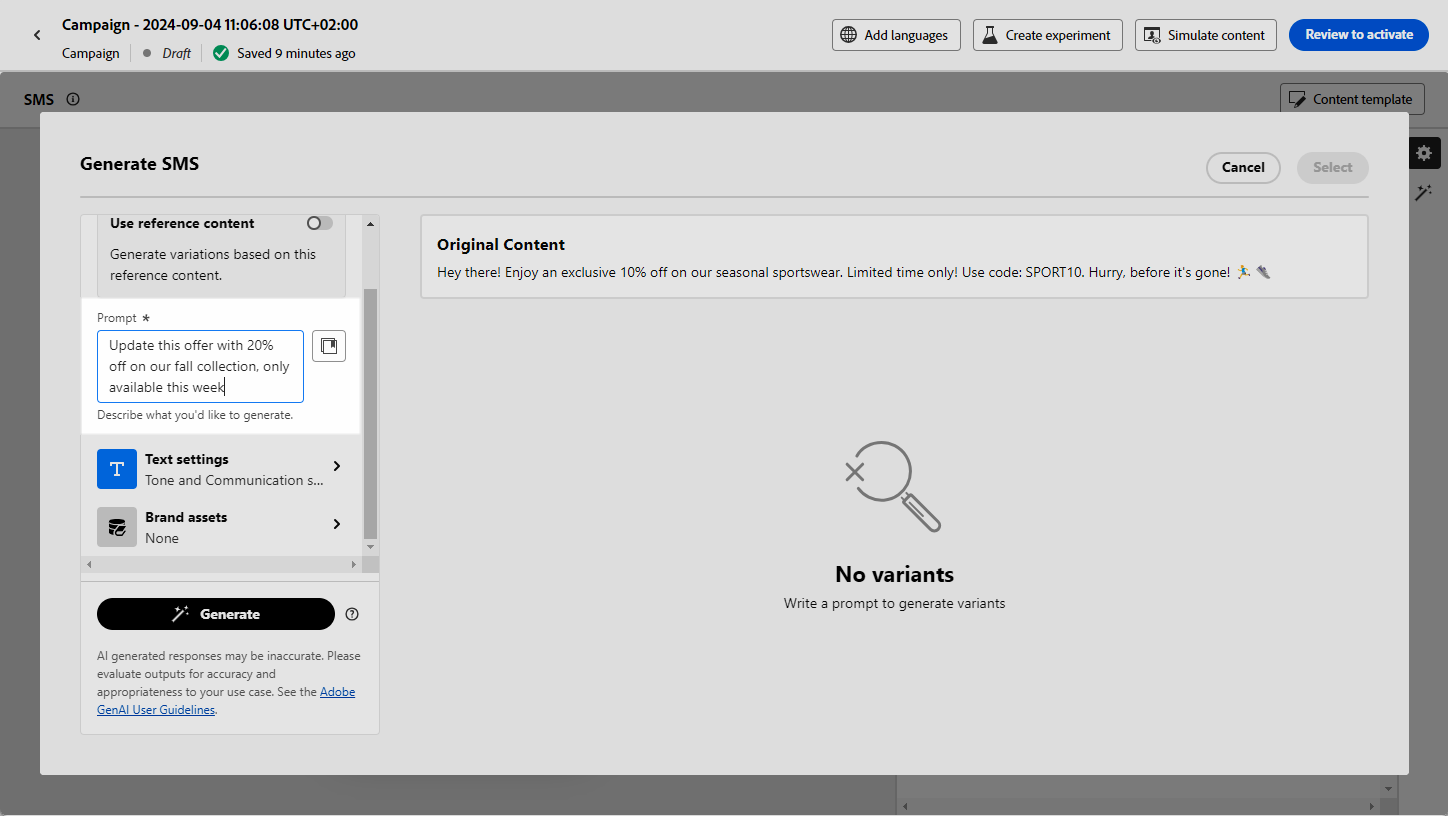 Campaign - 2024-09-04 11:06:08 UTC+02:00
Campaign
Draft
Saved 9 minutes ago
Add languages
Create experiment
Simulate content
Review to activate
SMS
Content template
Generate SMS
Cancel
Select
Use reference content
Generate variations based on this
reference content.
Prompt *
Update this offer with 20%
off on our fall collection, only
available this week
Describe what you'd like to generate.
Text settings
Tone and Communication s...
Brand assets
None
Generate
AI generated responses may be inaccurate. Please
evaluate outputs for accuracy and
appropriateness to your use case. See the Adobe
GenAI User Guidelines.
Original Content
Hey there! Enjoy an exclusive 10% off on our seasonal sportswear. Limited time only! Use code: SPORT10. Hurry, before it's gone! 🏃‍♂️ 👟
No variants
Write a prompt to generate variants